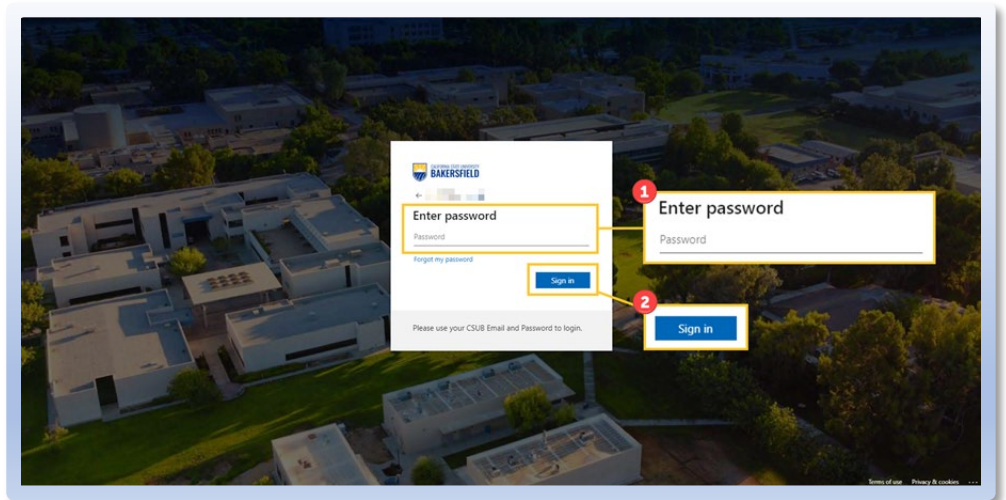 CALIFORNIA STATE UNIVERSITY
BAKERSFIELD
Enter password
Password
Forgot my password
Sign in
Please use your CSUB Email and Password to login.
1
Enter password
Password
2
Sign in
Terms of use Privacy & cookies ...